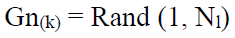 Gn(k) = Rand (1, Nl)